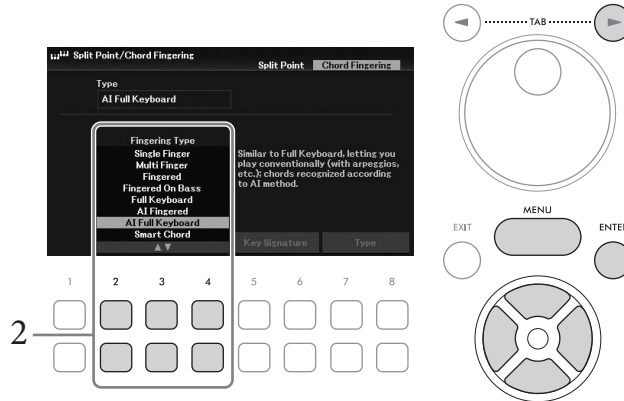 TAB
Split Point/Chord Fingering
Split Point
Chord Fingering
Type
AI Full Keyboard
Fingering Type
Single Finger
Multi Finger
Fingered
Fingered On Bass
Full Keyboard
AI Fingered
AI Full Keyboard
Smart Chord
Similar to Full Keyboard, letting you
play conventionally (with arpeggios,
etc.); chords recognized according
to AI method.
Key Signature
Type
MENU
EXIT
ENTE
1 2 3 4 5 6 7 8
2